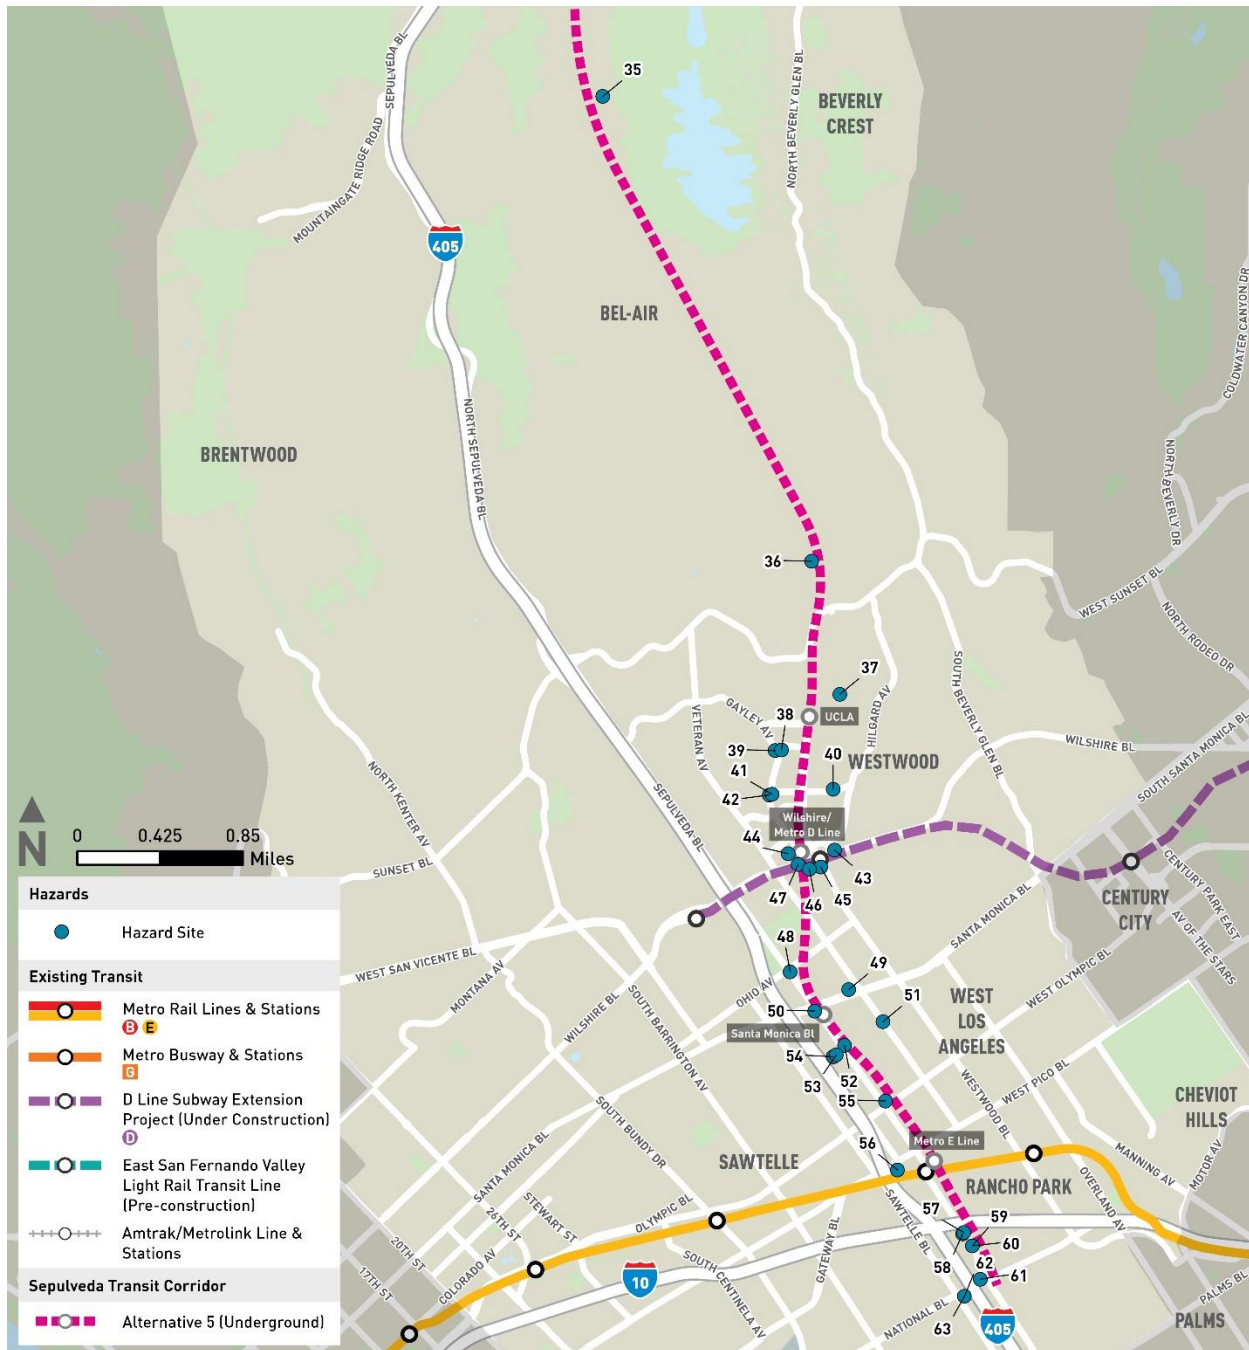 SEPULVEDA BL
35
NORTH BEVERLY GLEN BL
BEVERLY
CREST
MOUNTAINGATE RIDGE ROAD
405
BEL-AIR
COLDWATER CANYON DR
NORTH SEPULVEDA BL
BRENTWOOD
NORTH BEVERLY DR
36
WEST SUNSET BL
NORTH RODEO DR
37
SOUTH BEVERLY GLEN BL
HILGARD AV
GAYLEY AV
38
UCLA
VETERAN AV
39
40
WESTWOOD
WILSHIRE BL
SOUTH SANTA MONICA BL
41
42
NORTH KENTER AV
SEPULVEDA BL
Wilshire/
Metro D Line
44
43
N
0
0.425
0.85
Miles
SUNSET BL
47
46
45
SANTA MONICA BL
CENTURY
CITY
CENTURY PARK EAST
AV OF THE STARS
Hazards
Hazard Site
WEST SAN VICENTE BL
MONTANA AV
WILSHIRE BL
SOUTH BARRINGTON AV
48
OHIO AV
49
WEST OLYMPIC BL
51
WEST
LOS
ANGELES
50
Santa Monica Bl
Existing Transit
Metro Rail Lines & Stations
B E
Metro Busway & Stations
G
D Line Subway Extension
Project (Under Construction)
D
East San Fernando Valley
Light Rail Transit Line
(Pre-construction)
Amtrak/Metrolink Line &
Stations
Sepulveda Transit Corridor
Alternative 5 (Underground)
54
53
52
55
WESTWOOD BL
WEST PICO BL
CHEVIOT
HILLS
SOUTH BUNDY DR
SANTA MONICA BL
SAWTELLE
56
Metro E Line
MANNING AV
MOTOR AV
RANCHO PARK
OVERLAND AV
STEWART ST
26TH ST
OLYMPIC BL
SAWTELLE BL
57
59
60
58
62
61
63
COLORADO AV
20TH ST
17TH ST
GATEWAY BL
SOUTH CENTINELA AV
10
NATIONAL BL
405
PALMS BL
PALMS